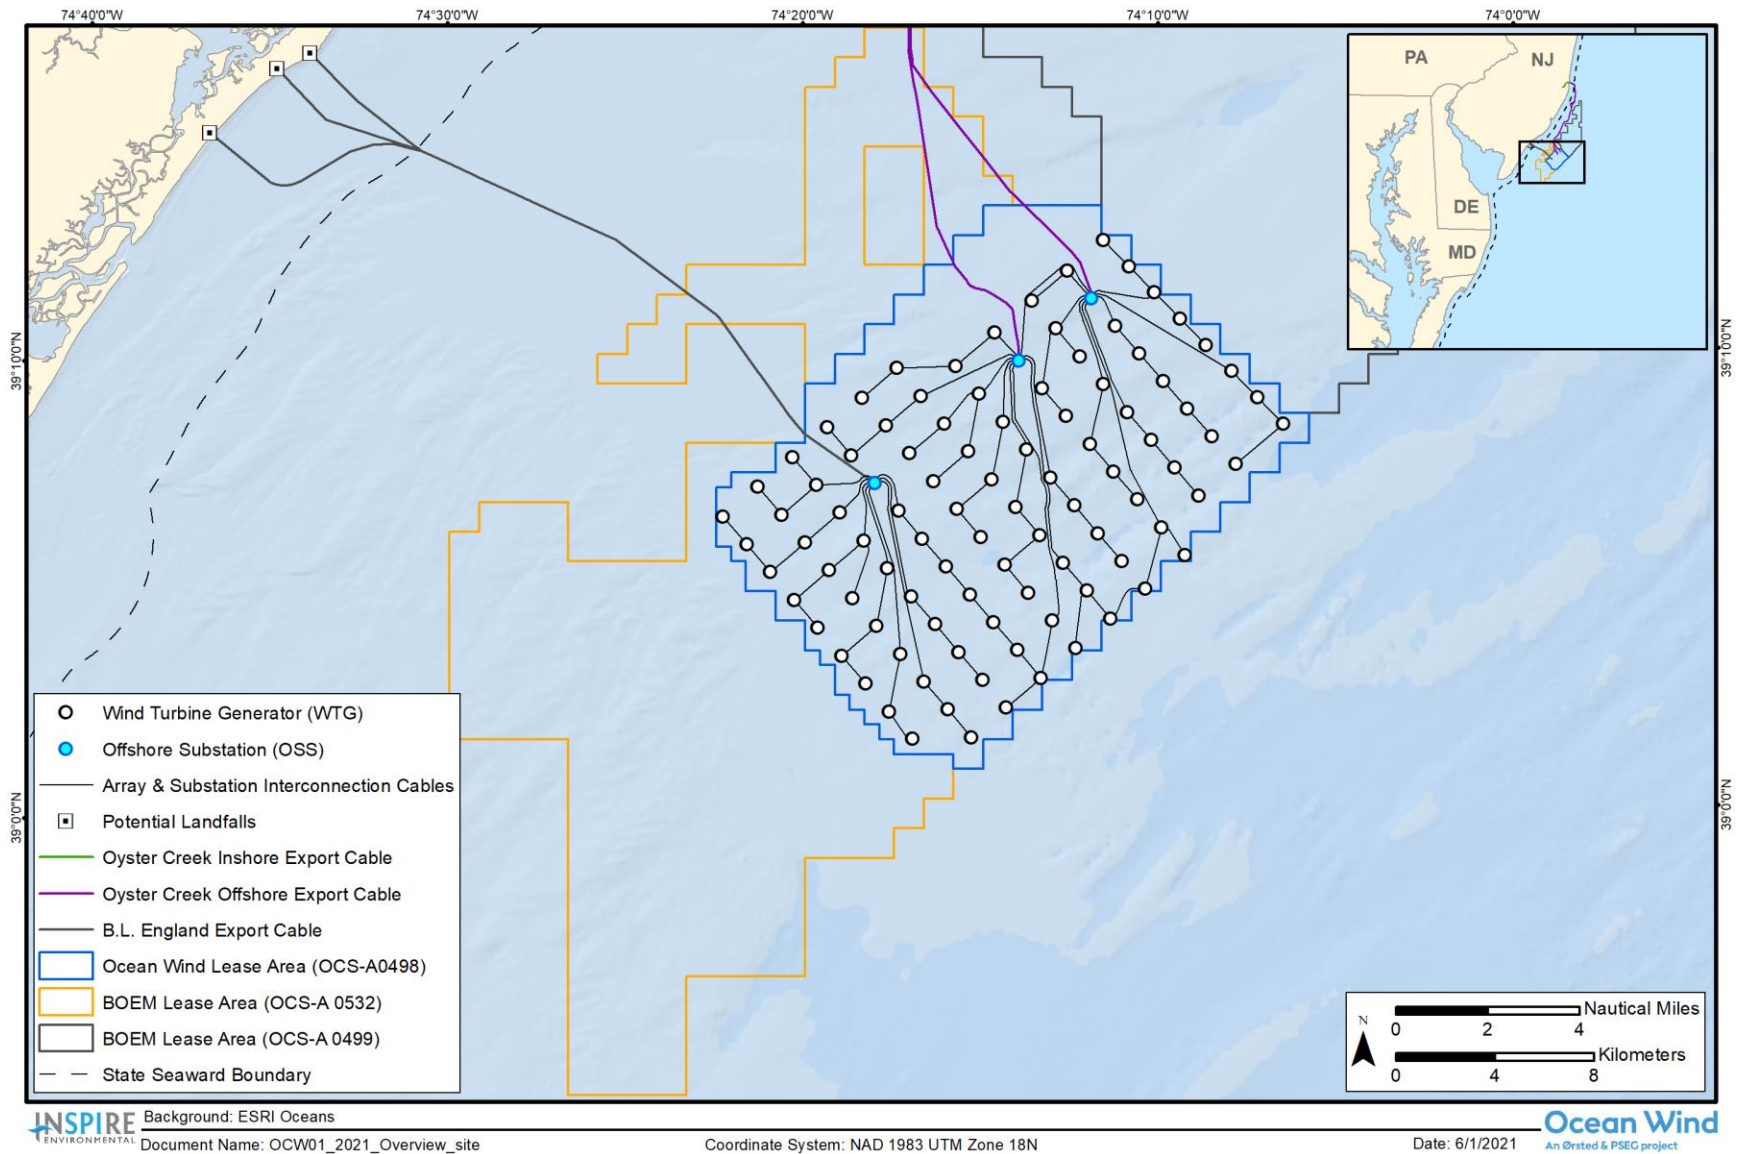 74°40'0"W 74°30'0"W 74°20'0"W 74°10'0"W 74°0'0"W
PA
NJ
DE
MD
39°10'0"N 39°10'0"N
39°0'0"N 39°0'0"N
Wind Turbine Generator (WTG)
Offshore Substation (OSS)
Array & Substation Interconnection Cables
Potential Landfalls
Oyster Creek Inshore Export Cable
Oyster Creek Offshore Export Cable
B.L. England Export Cable
Ocean Wind Lease Area (OCS-A0498)
BOEM Lease Area (OCS-A 0532)
BOEM Lease Area (OCS-A 0499)
State Seaward Boundary
N
Nautical Miles
0 2 4
Kilometers
0 4 8
INSPIRE
ENVIRONMENTAL
Background: ESRI Oceans
Document Name: OCW01_2021_Overview_site
Coordinate System: NAD 1983 UTM Zone 18N
Date: 6/1/2021
Ocean Wind
An Ørsted & PSEG project